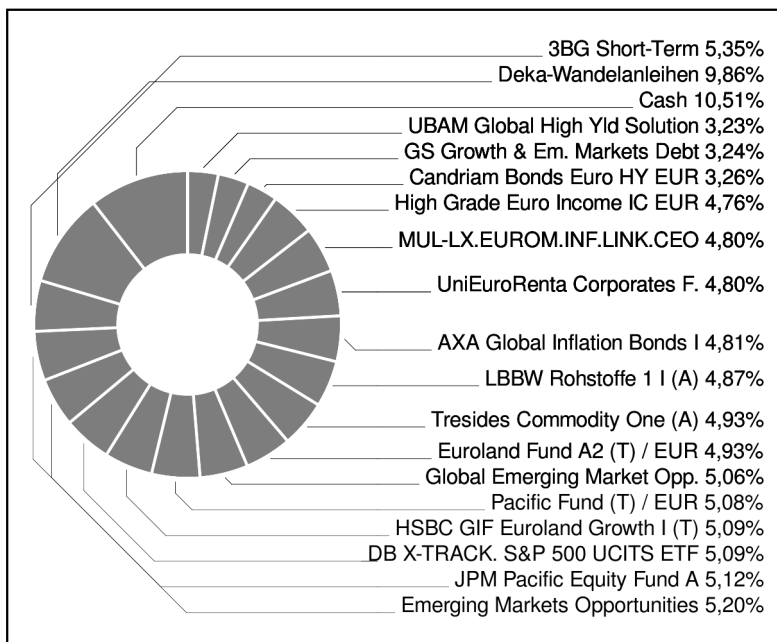 3BG Short-Term 5,35%
Deka-Wandelanleihen 9,86%
Cash 10,51%
UBAM Global High Yld Solution 3,23%
GS Growth & Em. Markets Debt 3,24%
Candriam Bonds Euro HY EUR 3,26%
High Grade Euro Income IC EUR 4,76%
MUL-LX.EUROM.INF.LINK.CEO 4,80%
UniEuroRenta Corporates F. 4,80%
AXA Global Inflation Bonds I 4,81%
LBBW Rohstoffe 1 I (A) 4,87%
Tresides Commodity One (A) 4,93%
Euroland Fund A2 (T) / EUR 4,93%
Global Emerging Market Opp. 5,06%
Pacific Fund (T) / EUR 5,08%
HSBC GIF Euroland Growth I (T) 5,09%
DB X-TRACK. S&P 500 UCITS ETF 5,09%
JPM Pacific Equity Fund A 5,12%
Emerging Markets Opportunities 5,20%